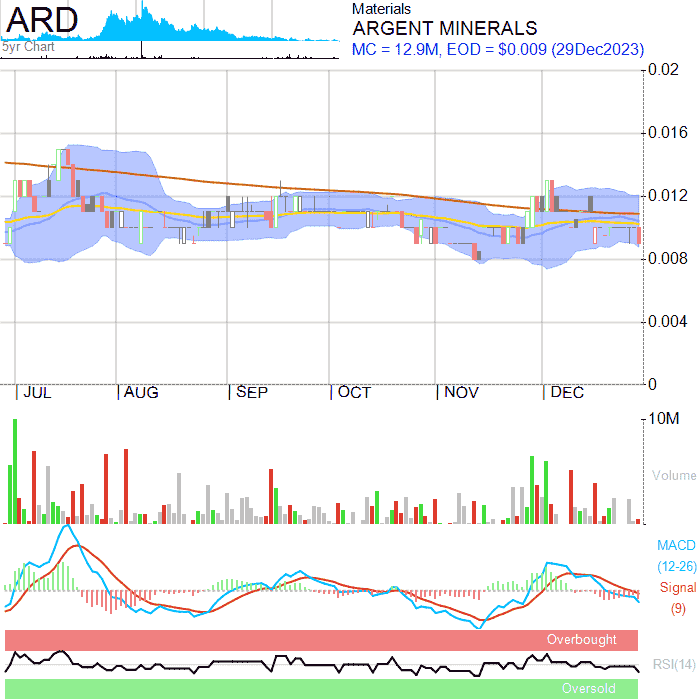 ARD
5yr Chart
Materials
ARGENT MINERALS
MC = 12.9M, EOD = $0.009 (29Dec2023)
0.02
0.016
0.012
0.008
0.004
0
JUL AUG SEP OCT NOV DEC
10M
Volume
MACD
(12-26)
Signal
(9)
Overbought
RSI(14)
Oversold